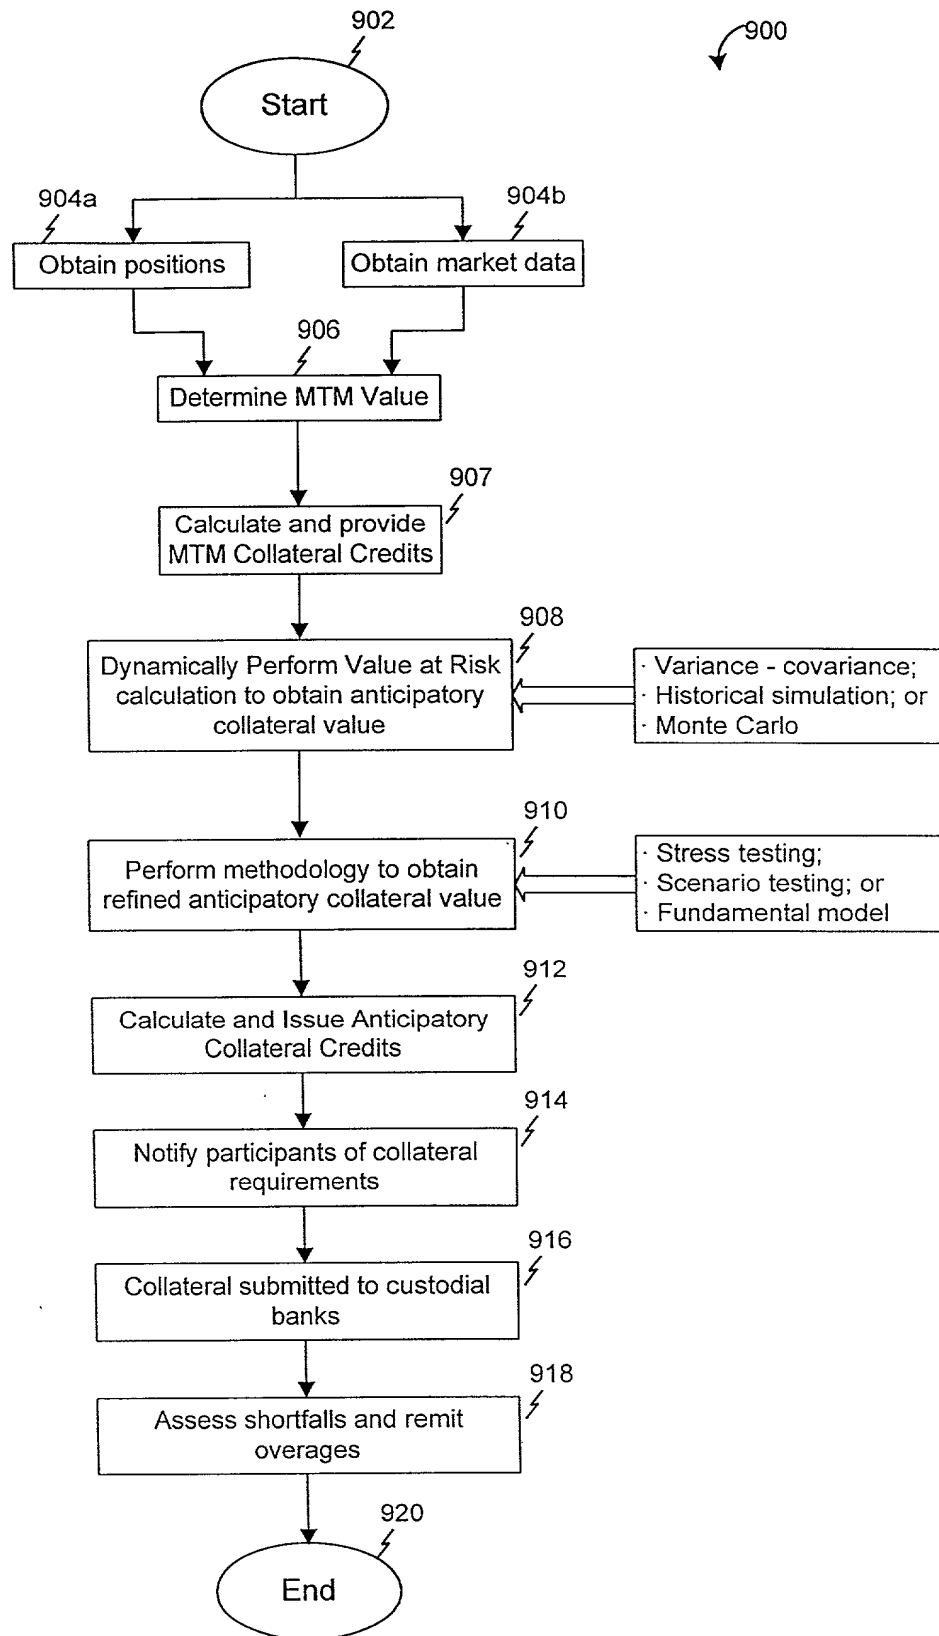 902
900
Start
904a
904b
Obtain positions
Obtain market data
906
Determine MTM Value
907
Calculate and provide
MTM Collateral Credits
908
Dynamically Perform Value at Risk
calculation to obtain anticipatory
collateral value
· Variance - covariance;
· Historical simulation; or
· Monte Carlo
910
Perform methodology to obtain
refined anticipatory collateral value
· Stress testing;
· Scenario testing; or
· Fundamental model
912
Calculate and Issue Anticipatory
Collateral Credits
914
Notify participants of collateral
requirements
916
Collateral submitted to custodial
banks
918
Assess shortfalls and remit
overages
920
End